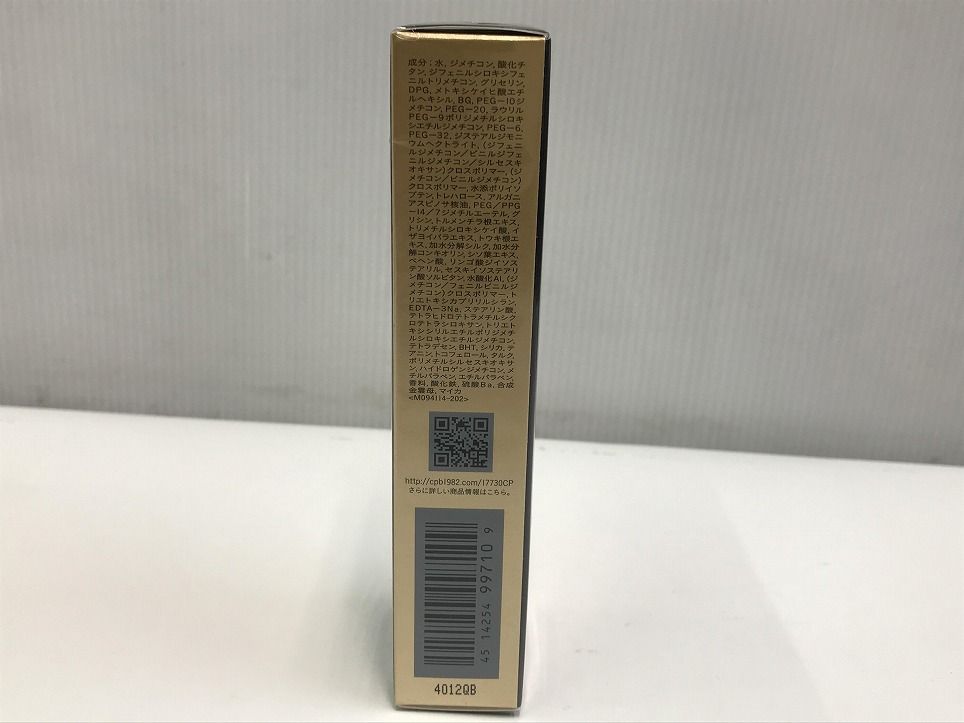 成分:水, ジメチコン, 酸化チ
タン, ジフェニルシロキシフェ
ニルトリメチコン, グリセリン,
DPG, メトキシケイヒ酸エチ
ルヘキシル, BG, PEG-10ジ
メチコン, PEG-20, ラウリル
PEG-9ポリジメチルシロキ
シエチルジメチコン, PEG-6,
PEG-32, ジステアルジモニ
ウムヘクトライト, (ジフェニ
ルジメチコン/ビニルジフェ
ニルジメチコン/シルセスキ
オキサン)クロスポリマー, (ジ
メチコン/ビニルジメチコン)
クロスポリマー, 水添ポリイソ
ブテン, トレハロース, アルガニ
アスピノサ核油, PEG/PPG
-14/7ジメチルエーテル, グ
リシン, トルメンチラ根エキス,
トリメチルシロキシケイ酸, イ
ザヨイバラエキス, トウキ根エ
キス, 加水分解シルク, 加水分
解コンキオリン, シソ葉エキス,
ベヘン酸, リンゴ酸ジイソス
テアリル, セスキイソステアリ
ン酸ソルビタン, 水酸化Al, (ジ
メチコン/フェニルビニルジ
メチコン)クロスポリマー, ト
リエトキシカプリリルシラン,
EDTA-3Na, ステアリン酸,
テトラヒドロテトラメチルシク
ロテトラシロキサン, トリエト
キシシリルエチルポリジメチ
ルシロキシエチルジメチコン,
テトラデセン, BHT, シリカ, テ
アニン, トコフェロール, タルク,
ポリメチルシルセスキオキサ
ン, ハイドロゲンジメチコン, メ
チルパラベン, エチルパラベン,
香料, 酸化鉄, 硫酸Ba, 合成
金雲母, マイカ
<M094114-202>
http://cpb1982.com/17730CP
さらに詳しい商品情報はこちら。
45 14254 99710 9
4012QB